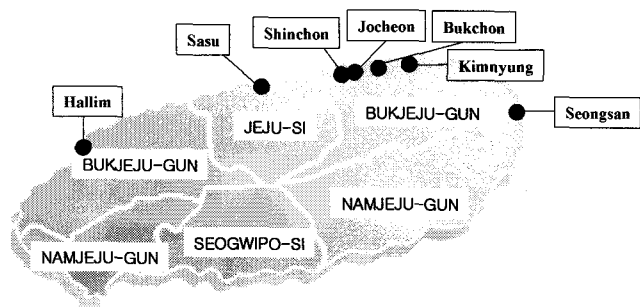 Bukchon
Jocheon
Shinchon
Sasu
Kimnyung
Hallim
Seongsan
BUKJEJU-GUN
JEJU-SI
BUKJEJU-GUN
NAMJEJU-GUN
SEOGWIPO-SI
NAMJEJU-GUN